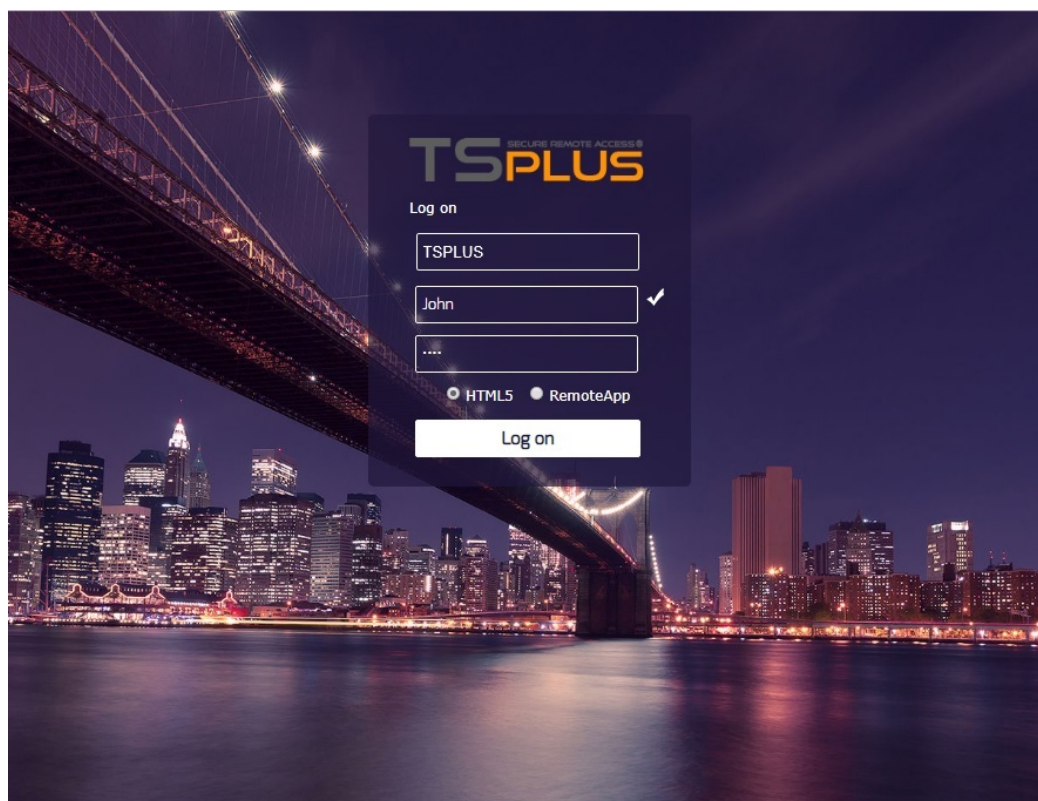 SECURE REMOTE ACCESS®
TSPLUS
Log on
TSPLUS
John
....
HTML5 RemoteApp
Log on